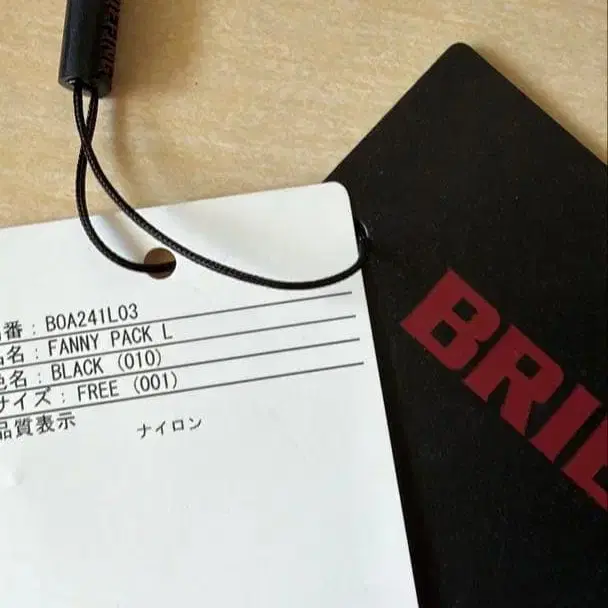 番：BOA241L03
名：FANNY PACK L
色名：BLACK (010)
サイズ：FREE (001)
品質表示 ナイロン
BRIE